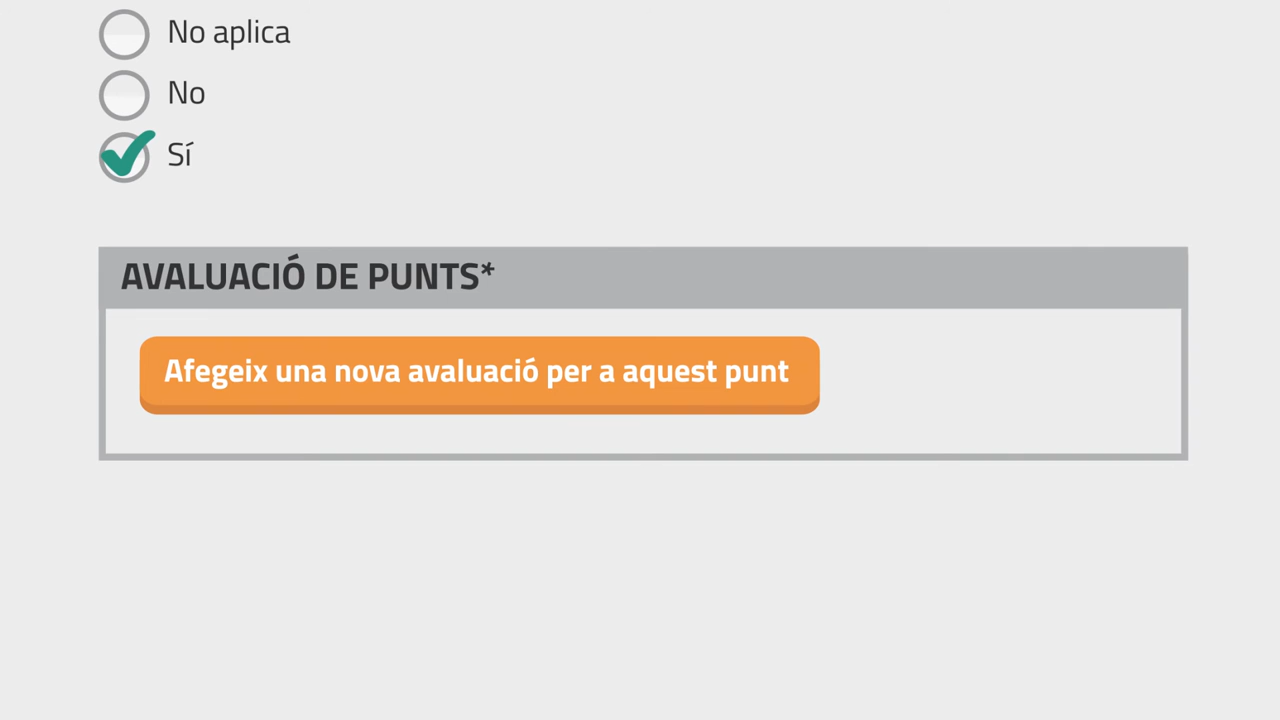 No aplica
No
Sí
AVALUACIÓ DE PUNTS*
Afegeix una nova avaluació per a aquest punt